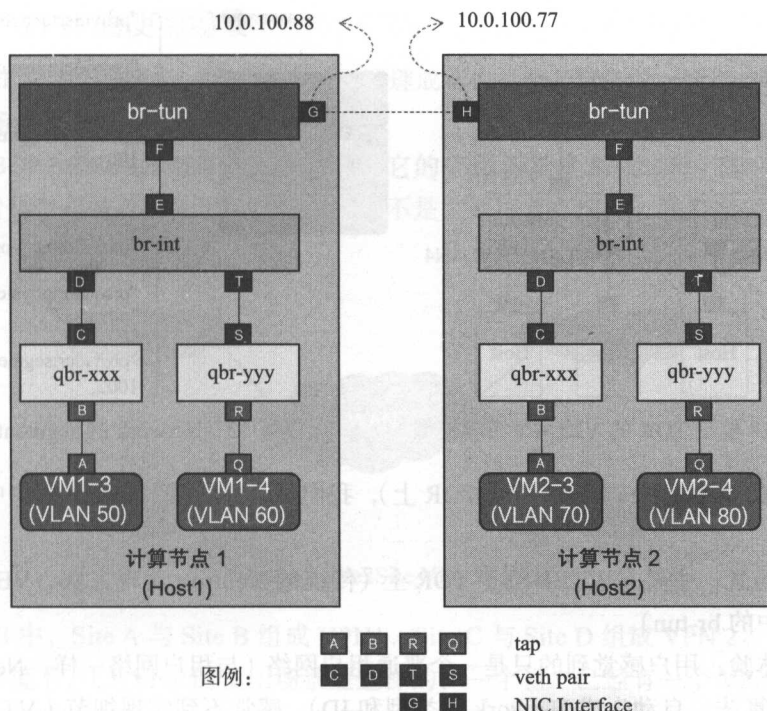 10.0.100.88 10.0.100.77
br-tun G H br-tun
F F
E E
br-int br-int
D T D T
C S C S
qbr-xxx qbr-yyy qbr-xxx qbr-yyy
B R B R
A Q A Q
VM1-3 VM1-4 VM2-3 VM2-4
(VLAN 50) (VLAN 60) (VLAN 70) (VLAN 80)
计算节点 1 计算节点 2
(Host1) (Host2)
图例:
A B R Q tap
C D T S veth pair
G H NIC Interface